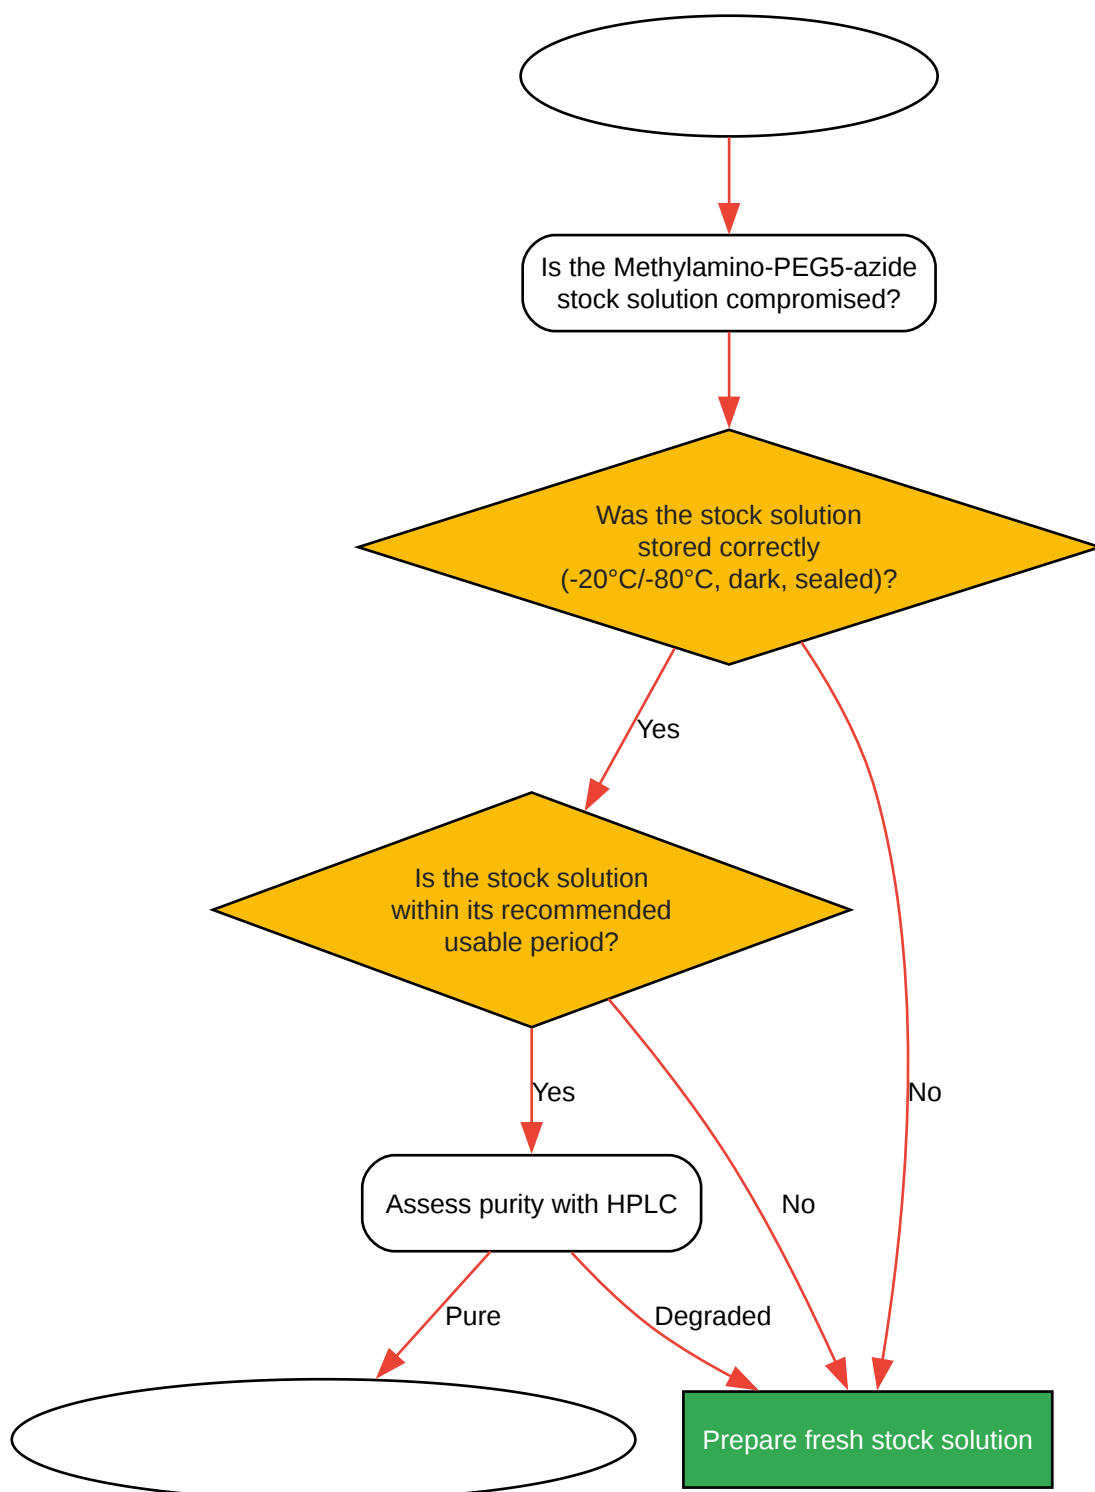 Is the Methylamino-PEG5-azide
stock solution compromised?
Was the stock solution
stored correctly
(-20°C/-80°C, dark, sealed)?
Yes
Is the stock solution
within its recommended
usable period?
Yes
No
Assess purity with HPLC
No
Pure
Degraded
Prepare fresh stock solution